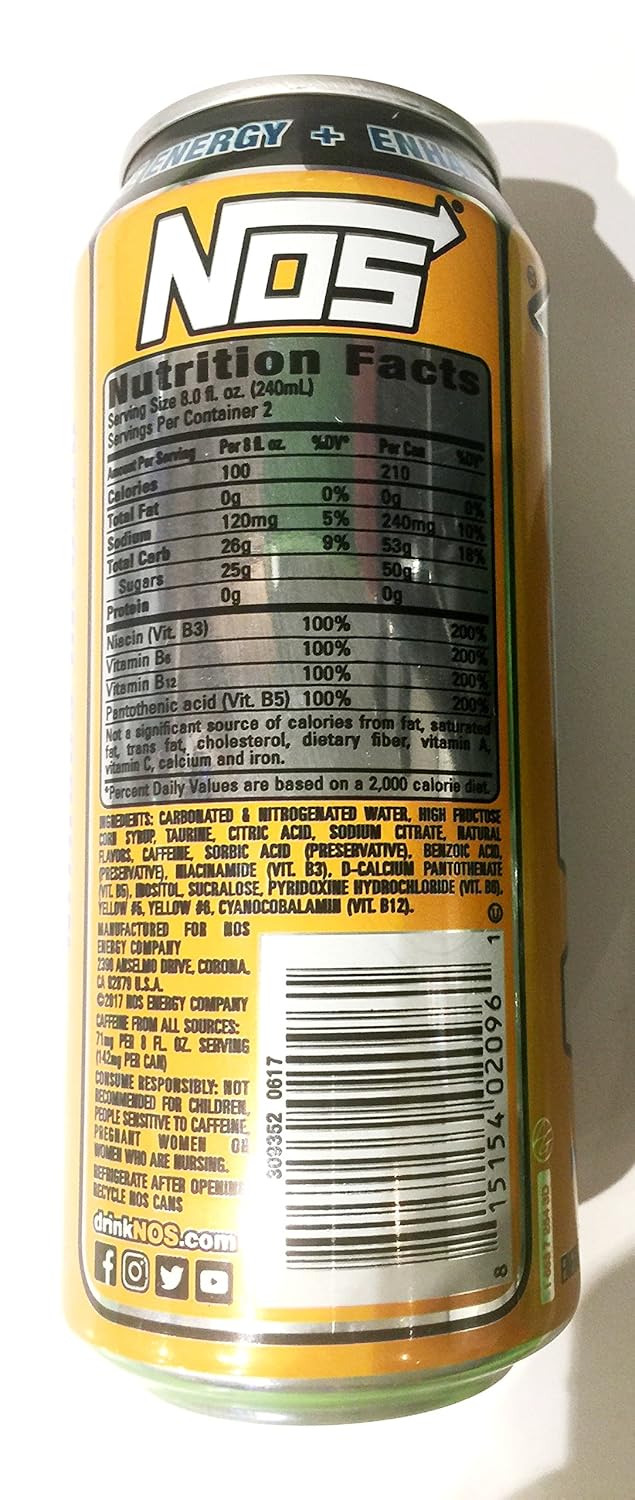 ENERGY + ENHA
NOS®
Nutrition Facts
Serving Size 8.0 fl. oz. (240mL)
Servings Per Container 2
Amount Per Serving Per 8 fl. oz. %DV* Per Can %DV*
Calories 100 210
Total Fat 0g 0% 0g 0%
Sodium 120mg 5% 240mg 10%
Total Carb 26g 9% 53g 18%
Sugars 25g 50g
Protein 0g 0g
Niacin (Vit. B3) 100% 200%
Vitamin B6 100% 200%
Vitamin B12 100% 200%
Pantothenic acid (Vit. B5) 100% 200%
Not a significant source of calories from fat, saturated
fat, trans fat, cholesterol, dietary fiber, vitamin A,
vitamin C, calcium and iron.
*Percent Daily Values are based on a 2,000 calorie diet.
INGREDIENTS: CARBONATED & NITROGENATED WATER, HIGH FRUCTOSE
CORN SYRUP, TAURINE, CITRIC ACID, SODIUM CITRATE, NATURAL
FLAVORS, CAFFEINE, SORBIC ACID (PRESERVATIVE), BENZOIC ACID,
(PRESERVATIVE), NIACINAMIDE (VIT. B3), D-CALCIUM PANTOTHENATE
(VIT. B5), INOSITOL, SUCRALOSE, PYRIDOXINE HYDROCHLORIDE (VIT. B6),
YELLOW #5, YELLOW #6, CYANOCOBALAMIN (VIT. B12).
MANUFACTURED FOR NOS
ENERGY COMPANY
2390 ANSELMO DRIVE, CORONA,
CA 92879 U.S.A.
©2017 NOS ENERGY COMPANY
CAFFEINE FROM ALL SOURCES:
71mg PER 8 FL. OZ. SERVING
(142mg PER CAN)
CONSUME RESPONSIBLY: NOT
RECOMMENDED FOR CHILDREN,
PEOPLE SENSITIVE TO CAFFEINE,
PREGNANT WOMEN OR
WOMEN WHO ARE NURSING.
REFRIGERATE AFTER OPENING
RECYCLE NOS CANS
drinkNOS.com
309352 0617
8 15154 02096 1